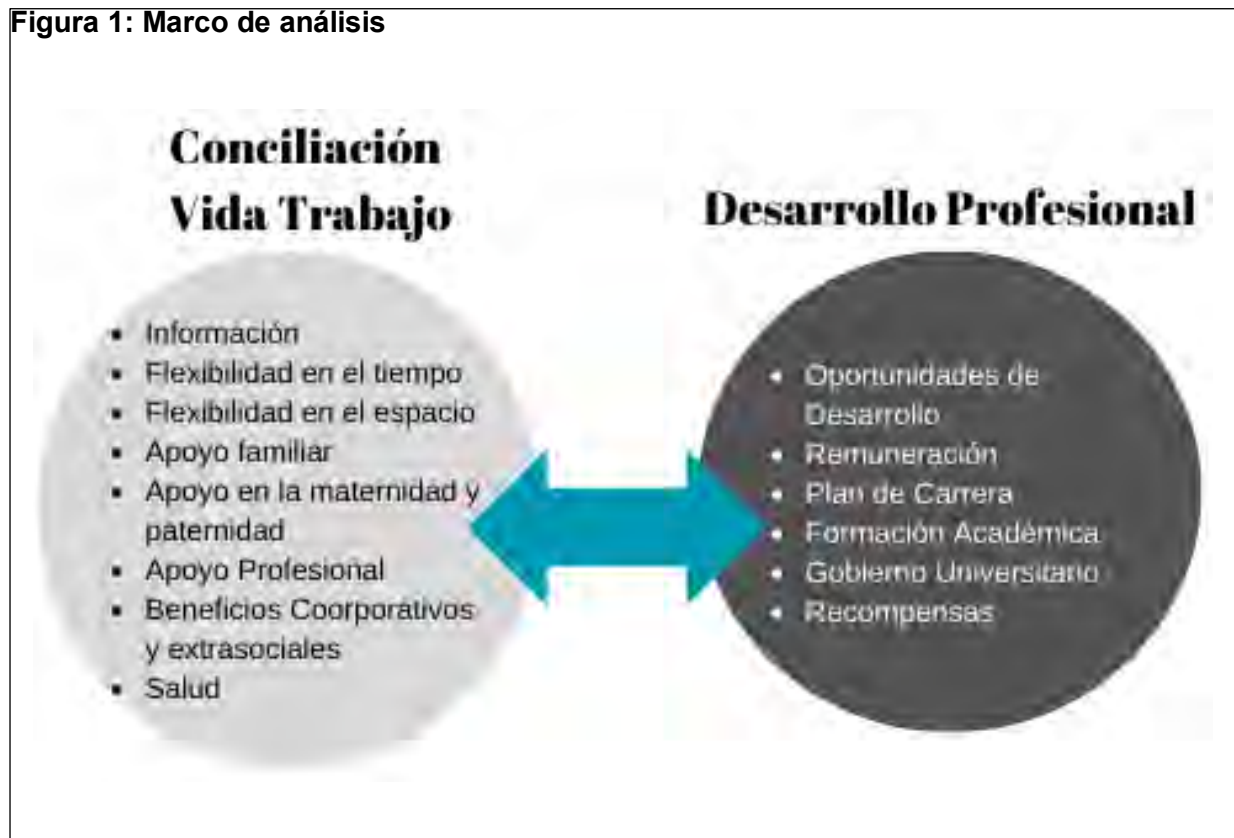 Figura 1: Marco de análisis
Conciliación
Vida Trabajo
• Información
• Flexibilidad en el tiempo
• Flexibilidad en el espacio
• Apoyo familiar
• Apoyo en la maternidad y
paternidad
• Apoyo Profesional
• Beneficios Coorporativos
y extrasociales
• Salud
Desarrollo Profesional
• Oportunidades de
Desarrollo
• Remuneración
• Plan de Carrera
• Formación Académica
• Gobierno Universitario
• Recompensas